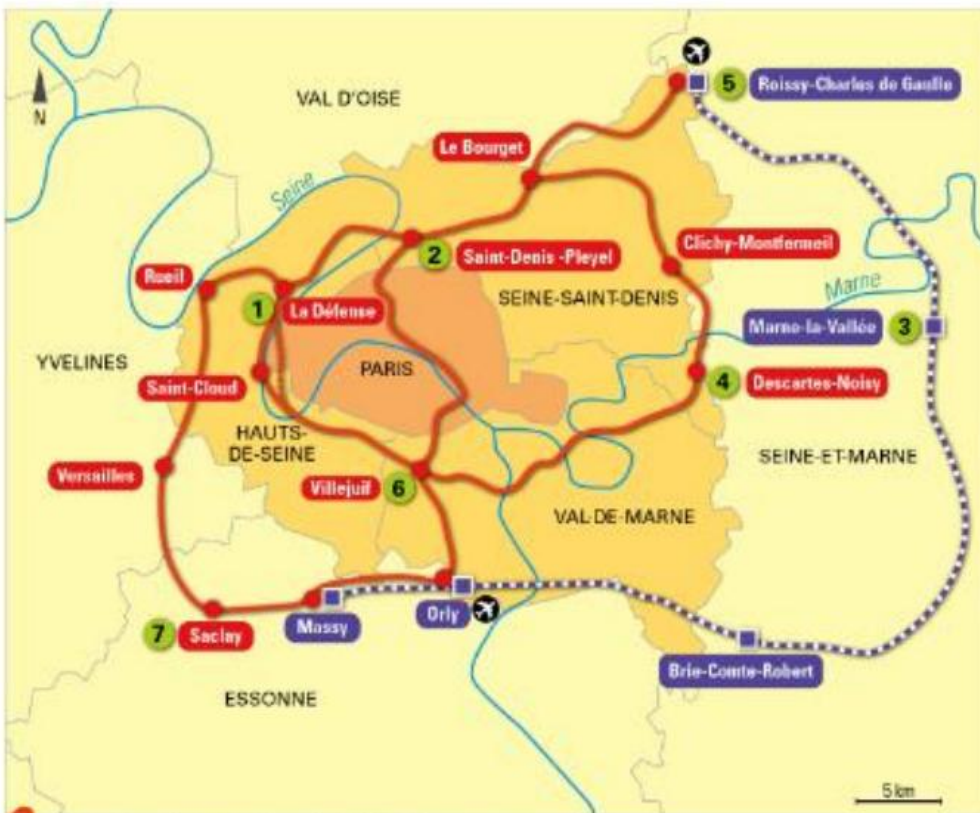 N
VAL D'OISE
5 Roissy-Charles de Gaulle
Le Bourget
Seine
2 Saint-Denis -Pleyel
Clichy-Montfermeil
Rueil
SEINE-SAINT-DENIS
1 La Défense
Marne
Marne-la-Vallée 3
YVELINES
PARIS
Saint-Cloud
4 Descartes-Noisy
HAUTS-
DE-SEINE
SEINE-ET-MARNE
Versailles
Villejuif 6
VAL-DE-MARNE
7 Saclay
Massy
Orly
Brie-Comte-Robert
ESSONNE
5 km